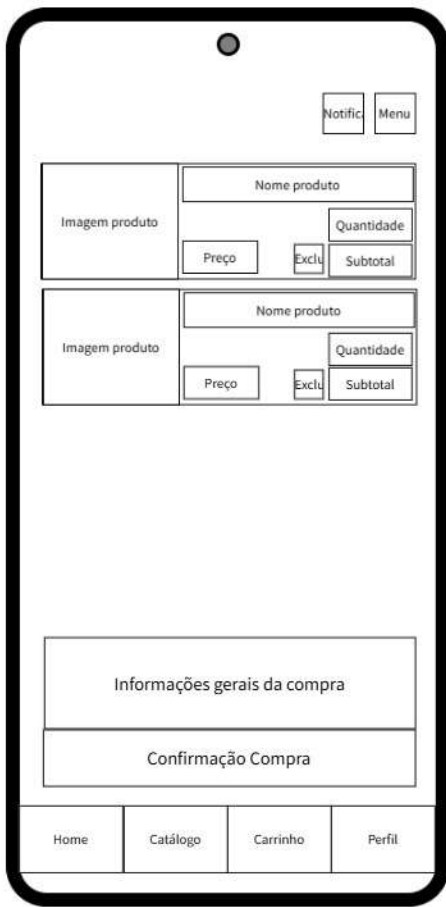 Notific
Menu
Imagem produto
Nome produto
Quantidade
Preço
Exclu
Subtotal
Imagem produto
Nome produto
Quantidade
Preço
Exclu
Subtotal
Informações gerais da compra
Confirmação Compra
Home
Catálogo
Carrinho
Perfil